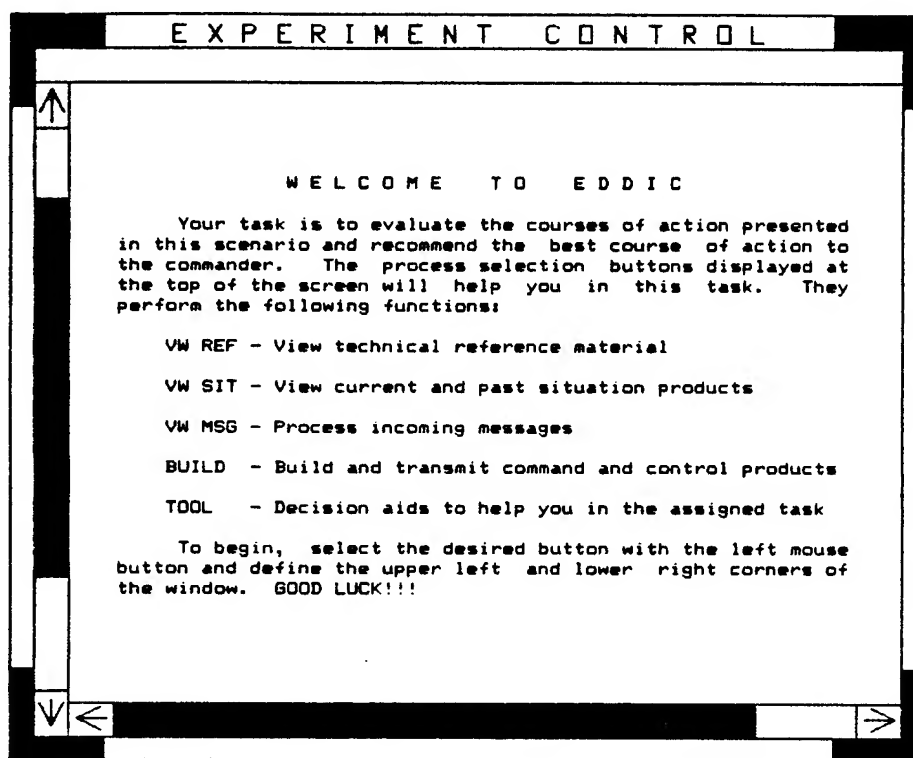 EXPERIMENT CONTROL
WELCOME TO EDDIC
Your task is to evaluate the courses of action presented
in this scenario and recommend the best course of action to
the commander. The process selection buttons displayed at
the top of the screen will help you in this task. They
perform the following functions:
VW REF - View technical reference material
VW SIT - View current and past situation products
VW MSG - Process incoming messages
BUILD - Build and transmit command and control products
TOOL - Decision aids to help you in the assigned task
To begin, select the desired button with the left mouse
button and define the upper left and lower right corners of
the window. GOOD LUCK!!!